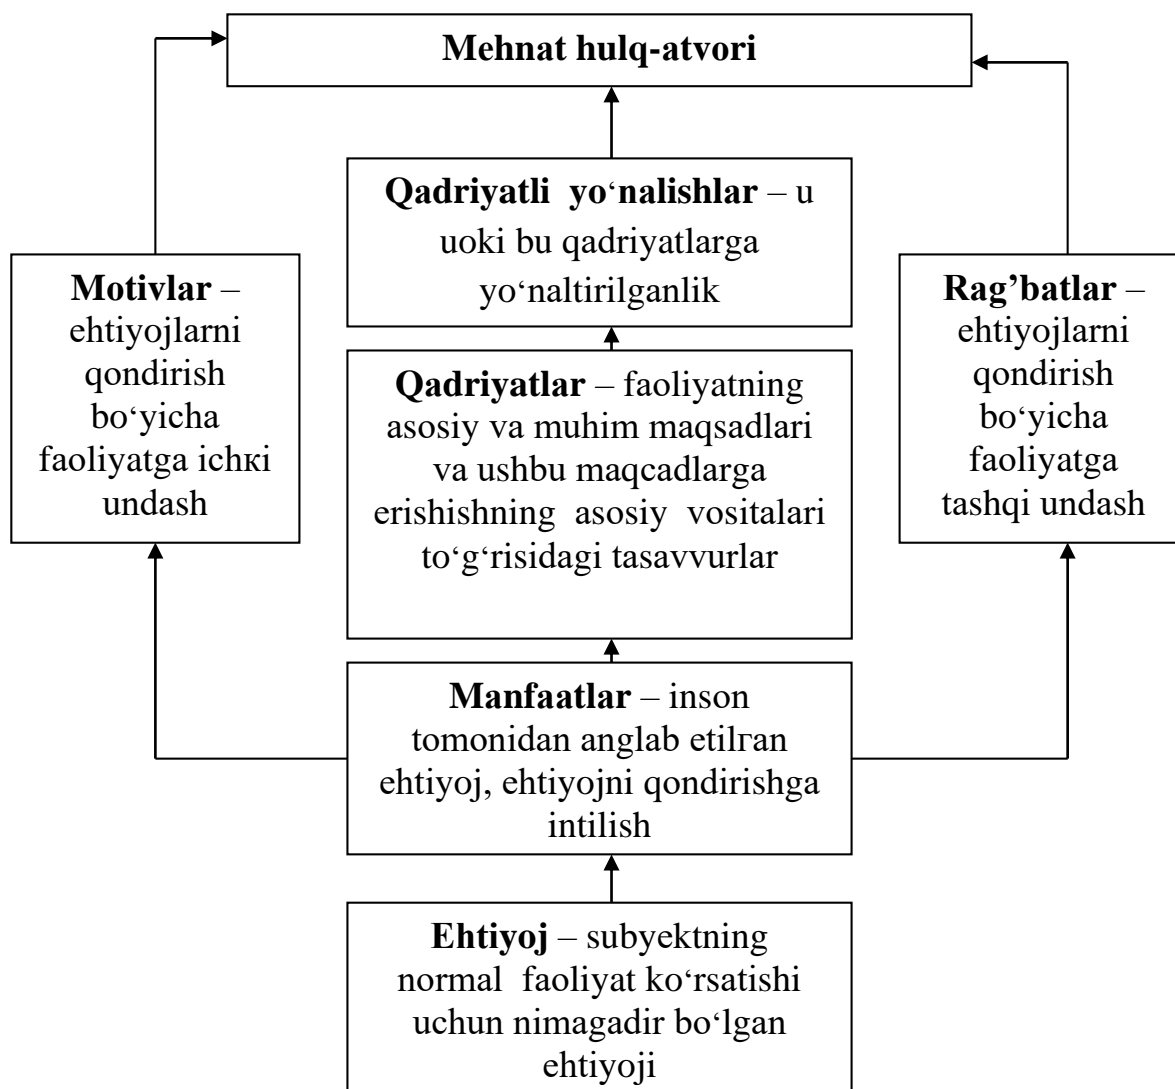 Mehnat hulq-atvori
Qadriyatli yo‘nalishlar – u
uoki bu qadriyatlarga
yo‘naltirilganlik
Motivlar –
ehtiyojlarni
qondirish
bo‘yicha
faoliyatga ichкi
undash
Rag’batlar –
ehtiyojlarni
qondirish
bo‘yicha
faoliyatga
tashqi undash
Qadriyatlar – faoliyatning
asosiy va muhim maqsadlari
va ushbu maqcadlarga
erishishning asosiy vositalari
to‘g‘risidagi tasavvurlar
Manfaatlar – inson
tomonidan anglab etilгan
ehtiyoj, ehtiyojni qondirishga
intilish
Ehtiyoj – subyektning
normal faoliyat ko‘rsatishi
uchun nimagadir bo‘lgan
ehtiyoji